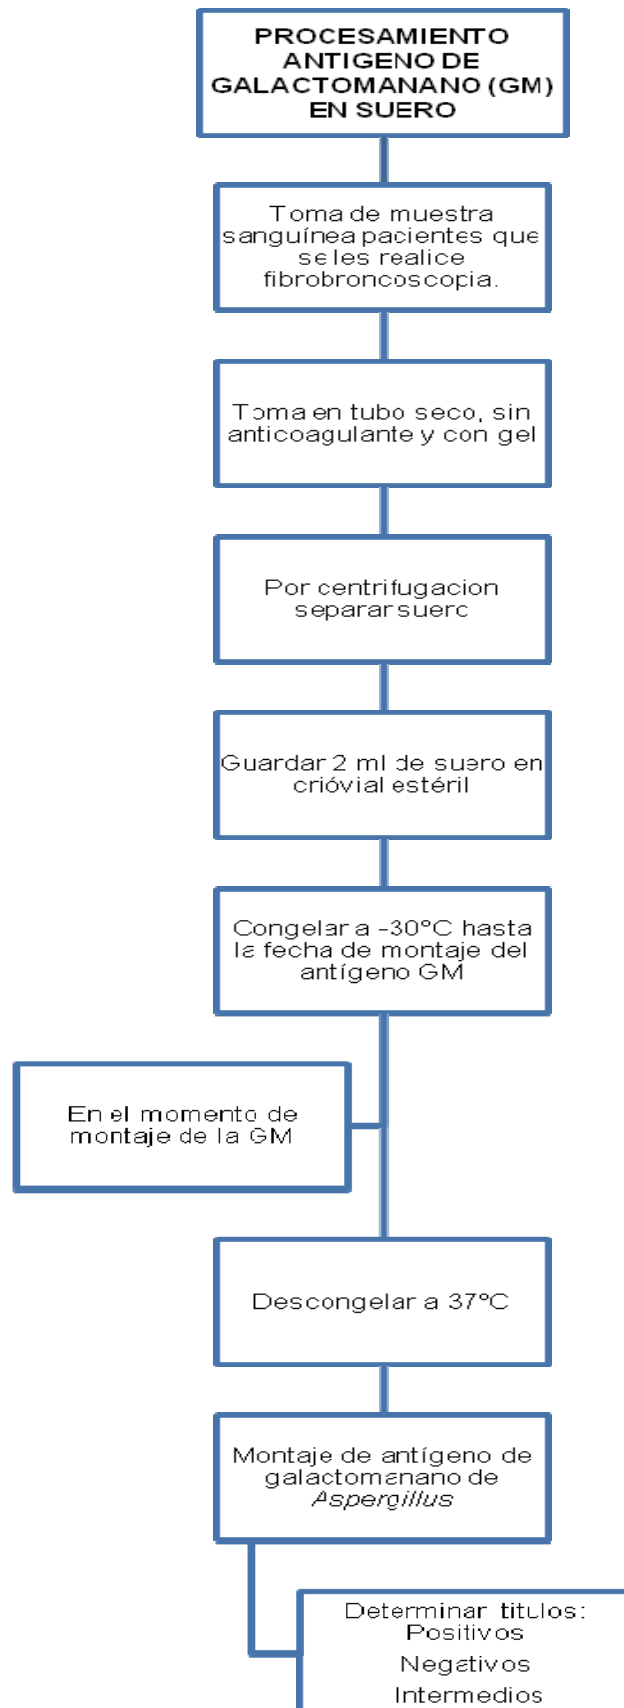 PROCESAMIENTO
ANTIGENO DE
GALACTOMANANO (GM)
EN SUERO
Toma de muestra
sanguínea pacientes que
se les realice
fibrobroncoscopia.
Toma en tubo seco, sin
anticoagulante y con gel
Por centrifugacion
separar suero
Guardar 2 ml de suero en
crióvial estéril
Congelar a -30°C hasta
la fecha de montaje del
antígeno GM
En el momento de
montaje de la GM
Descongelar a 37°C
Montaje de antígeno de
galactomanano de
Aspergillus
Determinar titulos:
Positivos
Negativos
Intermedios